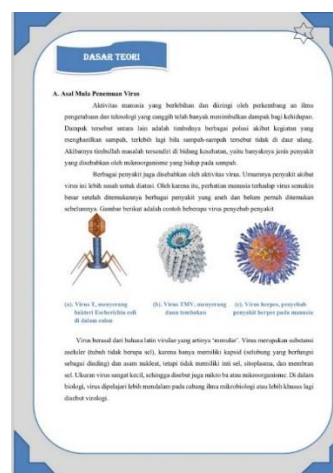 DASAR TEORI
A. Asal Mula Penemuan Virus
Aktivitas manusia yang berlebihan dan diiringi oleh perkembang an ilmu
pengetahuan dan teknologi yang canggih telah banyak menimbulkan dampak bagi kehidupan.
Dampak tersebut antara lain adalah timbulnya berbagai polusi akibat kegiatan yang
menghasilkan sampah, terlebih lagi bila sampah-sampah tersebut tidak di daur ulang.
Akibatnya timbullah masalah tersendiri di bidang kesehatan, yaitu banyaknya jenis penyakit
yang disebabkan oleh mikroorganisme yang hidup pada sampah.
Berbagai penyakit juga disebabkan oleh aktivitas virus. Umumnya penyakit akibat
virus ini lebih susah untuk diatasi. Oleh karena itu, perhatian manusia terhadap virus semakin
besar setelah ditemukannya berbagai penyakit yang aneh dan belum pernah ditemukan
sebelumnya. Gambar berikut adalah contoh beberapa virus penyebab penyakit
(a). Virus T, menyerang
bakteri Escherichia coli
di dalam colon
(b). Virus TMV, menyerang
daun tembakau
(c). Virus herpes, penyebab
penyakit herpes pada manusia
Virus berasal dari bahasa latin virulae yang artinya 'menular'. Virus merupakan substansi
aseluler (tubuh tidak berupa sel), karena hanya memiliki kapsid (selubung yang berfungsi
sebagai dinding) dan asam nukleat, tetapi tidak memiliki inti sel, sitoplasma, dan membran
sel. Ukuran virus sangat kecil, sehingga disebut juga mikro ba atau mikroorganisme. Di dalam
biologi, virus dipelajari lebih mendalam pada cabang ilmu mikrobiologi atau lebih khusus lagi
disebut virologi.